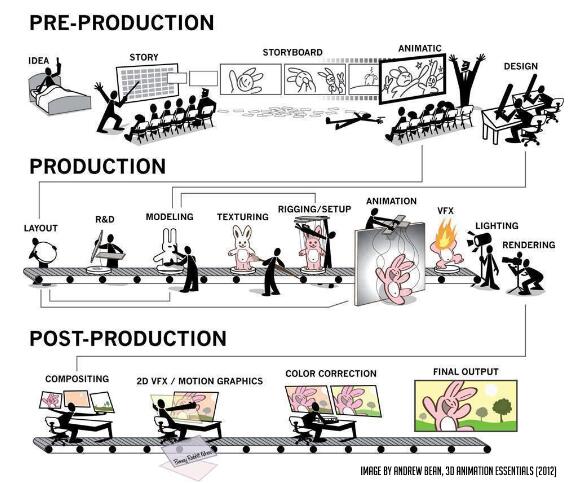 PRE-PRODUCTION
IDEA
STORY
STORYBOARD
ANIMATIC
DESIGN
PRODUCTION
LAYOUT
R&D
MODELING
TEXTURING
RIGGING/SETUP
ANIMATION
VFX
LIGHTING
RENDERING
POST-PRODUCTION
COMPOSITING
2D VFX / MOTION GRAPHICS
COLOR CORRECTION
FINAL OUTPUT
IMAGE BY ANDREW BEAN, 3D ANIMATION ESSENTIALS (2012)